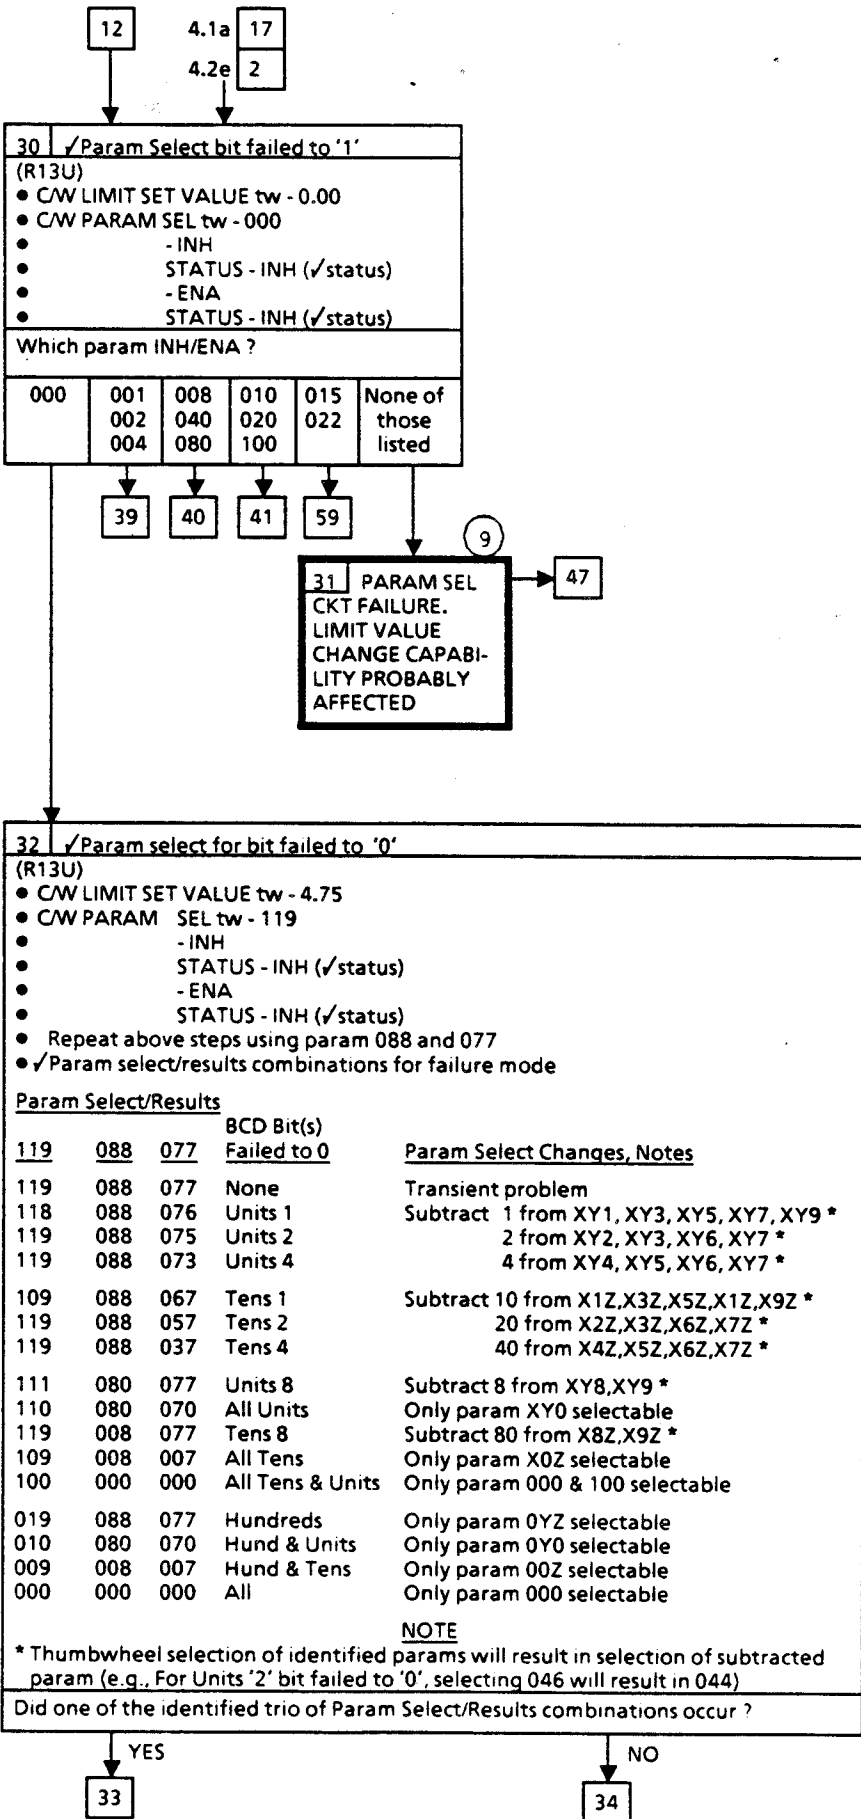 12 4.1a 17
4.2e 2
30 ✓Param Select bit failed to '1'
(R13U)
● C/W LIMIT SET VALUE tw - 0.00
● C/W PARAM SEL tw - 000
● - INH
● STATUS - INH (✓status)
● - ENA
● STATUS - INH (✓status)
Which param INH/ENA ?
000 001 008 010 015 None of
002 040 020 022 those
004 080 100 listed
39 40 41 59
9
31 PARAM SEL
CKT FAILURE.
LIMIT VALUE
CHANGE CAPABI-
LITY PROBABLY
AFFECTED
47
32 ✓Param select for bit failed to '0'
(R13U)
● C/W LIMIT SET VALUE tw - 4.75
● C/W PARAM SEL tw - 119
● - INH
● STATUS - INH (✓status)
● - ENA
● STATUS - INH (✓status)
● Repeat above steps using param 088 and 077
● ✓Param select/results combinations for failure mode
Param Select/Results
BCD Bit(s)
119 088 077 Failed to 0 Param Select Changes, Notes
119 088 077 None Transient problem
118 088 076 Units 1 Subtract 1 from XY1, XY3, XY5, XY7, XY9 *
119 088 075 Units 2 2 from XY2, XY3, XY6, XY7 *
119 088 073 Units 4 4 from XY4, XY5, XY6, XY7 *
109 088 067 Tens 1 Subtract 10 from X1Z,X3Z,X5Z,X1Z,X9Z *
119 088 057 Tens 2 20 from X2Z,X3Z,X6Z,X7Z *
119 088 037 Tens 4 40 from X4Z,X5Z,X6Z,X7Z *
111 080 077 Units 8 Subtract 8 from XY8,XY9 *
110 080 070 All Units Only param XY0 selectable
119 008 077 Tens 8 Subtract 80 from X8Z,X9Z *
109 008 007 All Tens Only param X0Z selectable
100 000 000 All Tens & Units Only param 000 & 100 selectable
019 088 077 Hundreds Only param 0YZ selectable
010 080 070 Hund & Units Only param 0Y0 selectable
009 008 007 Hund & Tens Only param 00Z selectable
000 000 000 All Only param 000 selectable
NOTE
* Thumbwheel selection of identified params will result in selection of subtracted
param (e.g., For Units '2' bit failed to '0', selecting 046 will result in 044)
Did one of the identified trio of Param Select/Results combinations occur ?
YES NO
33 34